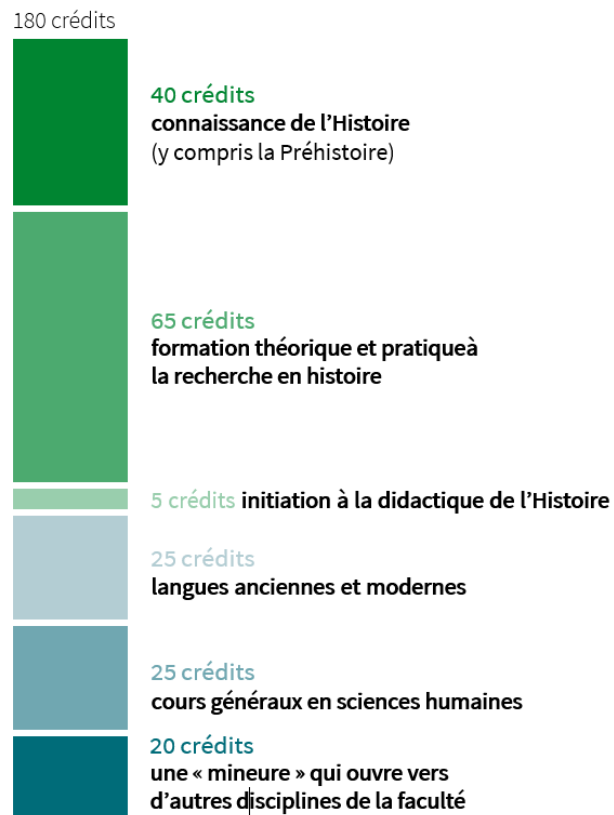 180 crédits
40 crédits
connaissance de l’Histoire
(y compris la Préhistoire)
65 crédits
formation théorique et pratiqueà
la recherche en histoire
5 crédits initiation à la didactique de l’Histoire
25 crédits
langues anciennes et modernes
25 crédits
cours généraux en sciences humaines
20 crédits
une « mineure » qui ouvre vers
d’autres disciplines de la faculté